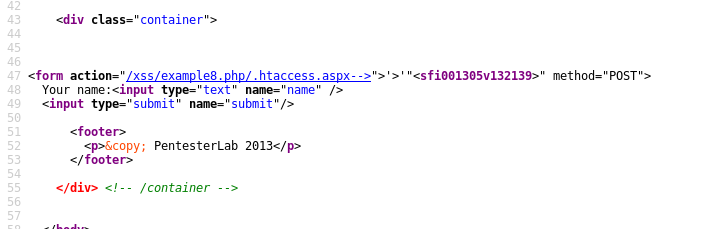 42
43 <div class="container">
44
45
46
47 <form action="/xss/example8.php/.htaccess.aspx-->">'>'"<sfi001305v132139>" method="POST">
48 Your name:<input type="text" name="name" />
49 <input type="submit" name="submit"/>
50
51 <footer>
52 <p>&copy; PentesterLab 2013</p>
53 </footer>
54
55 </div> <!-- /container -->
56
57
58 </body>